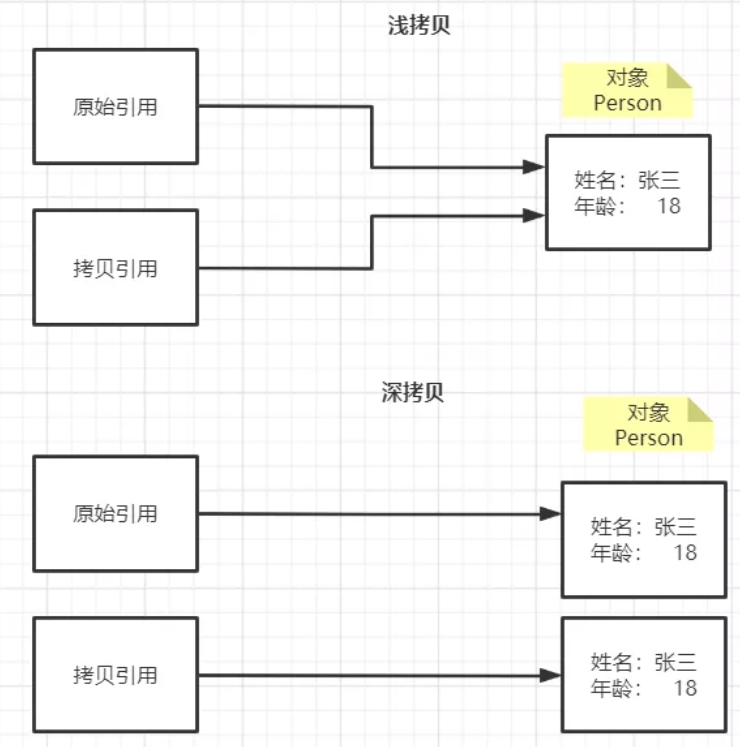 浅拷贝
原始引用
对象
Person
姓名：张三
年龄： 18
拷贝引用
深拷贝
对象
Person
原始引用
姓名：张三
年龄： 18
拷贝引用
姓名：张三
年龄： 18